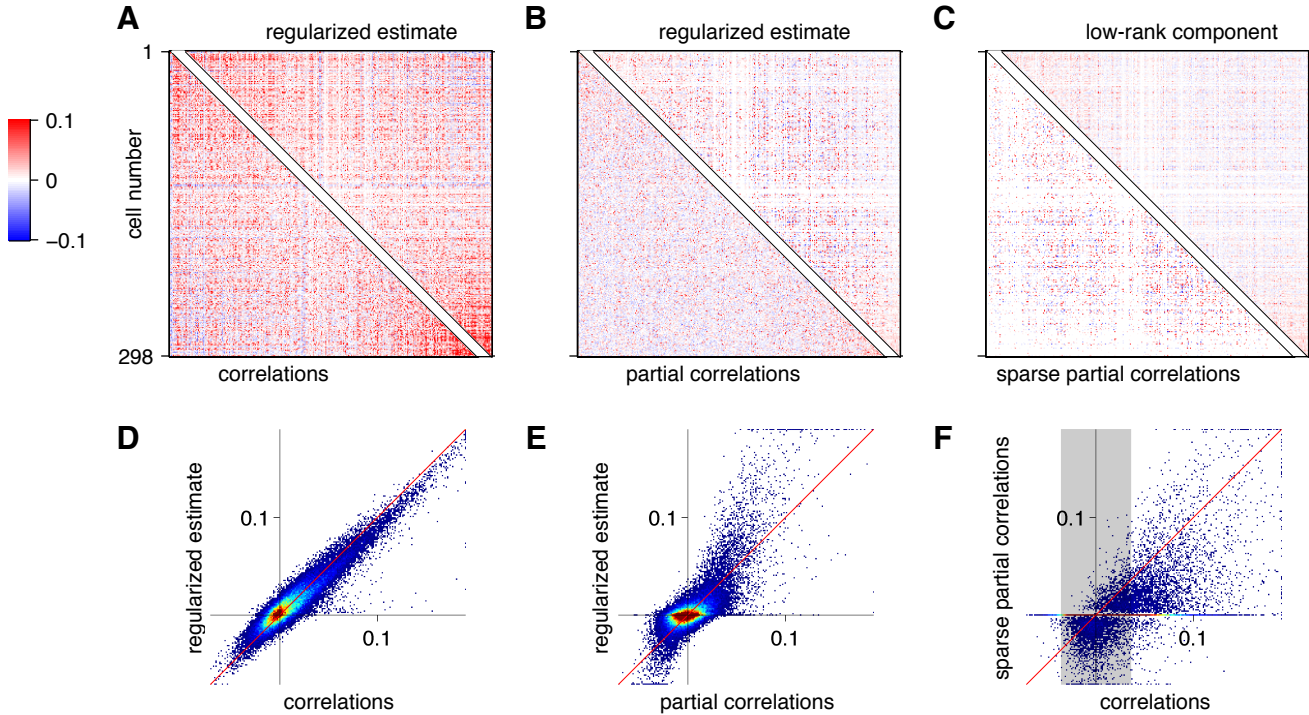 A
B
C
regularized estimate
regularized estimate
low-rank component
1
298
cell number
0.1
0
−0.1
correlations
partial correlations
sparse partial correlations
D
E
F
regularized estimate
0.1
0.1
correlations
regularized estimate
0.1
0.1
partial correlations
sparse partial correlations
0.1
0.1
correlations